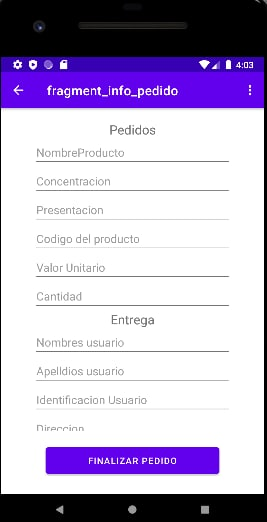 4:03
fragment_info_pedido
Pedidos
NombreProducto
Concentracion
Presentacion
Codigo del producto
Valor Unitario
Cantidad
Entrega
Nombres usuario
Apelldios usuario
Identificacion Usuario
Direccion
FINALIZAR PEDIDO